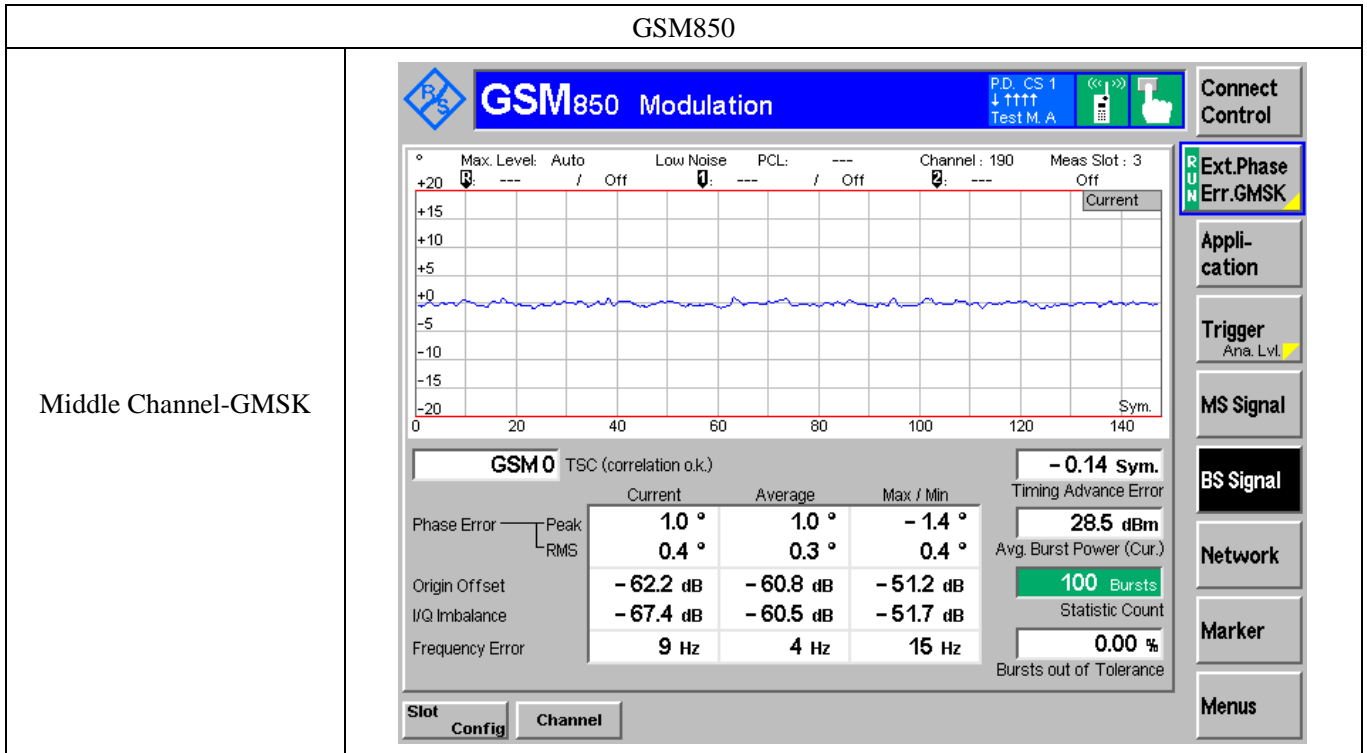 GSM850
Middle Channel-GMSK
R&S GSM850 Modulation P.D. CS 1
↓ ↑↑↑↑
Test M. A
Connect
Control
° Max. Level: Auto Low Noise PCL: --- Channel : 190 Meas Slot : 3
R: --- / Off 1: --- / Off 2: --- Off
Current
+20
+15
+10
+5
+0
-5
-10
-15
-20
Sym.
0 20 40 60 80 100 120 140
GSM 0 TSC (correlation o.k.)
Current Average Max / Min
Phase Error Peak 1.0 ° 1.0 ° – 1.4 °
RMS 0.4 ° 0.3 ° 0.4 °
Origin Offset – 62.2 dB – 60.8 dB – 51.2 dB
I/Q Imbalance – 67.4 dB – 60.5 dB – 51.7 dB
Frequency Error 9 Hz 4 Hz 15 Hz
– 0.14 Sym.
Timing Advance Error
28.5 dBm
Avg. Burst Power (Cur.)
100 Bursts
Statistic Count
0.00 %
Bursts out of Tolerance
RUN
Ext.Phase
Err.GMSK
Appli-
cation
Trigger
Ana. Lvl.
MS Signal
BS Signal
Network
Marker
Menus
Slot
Config
Channel